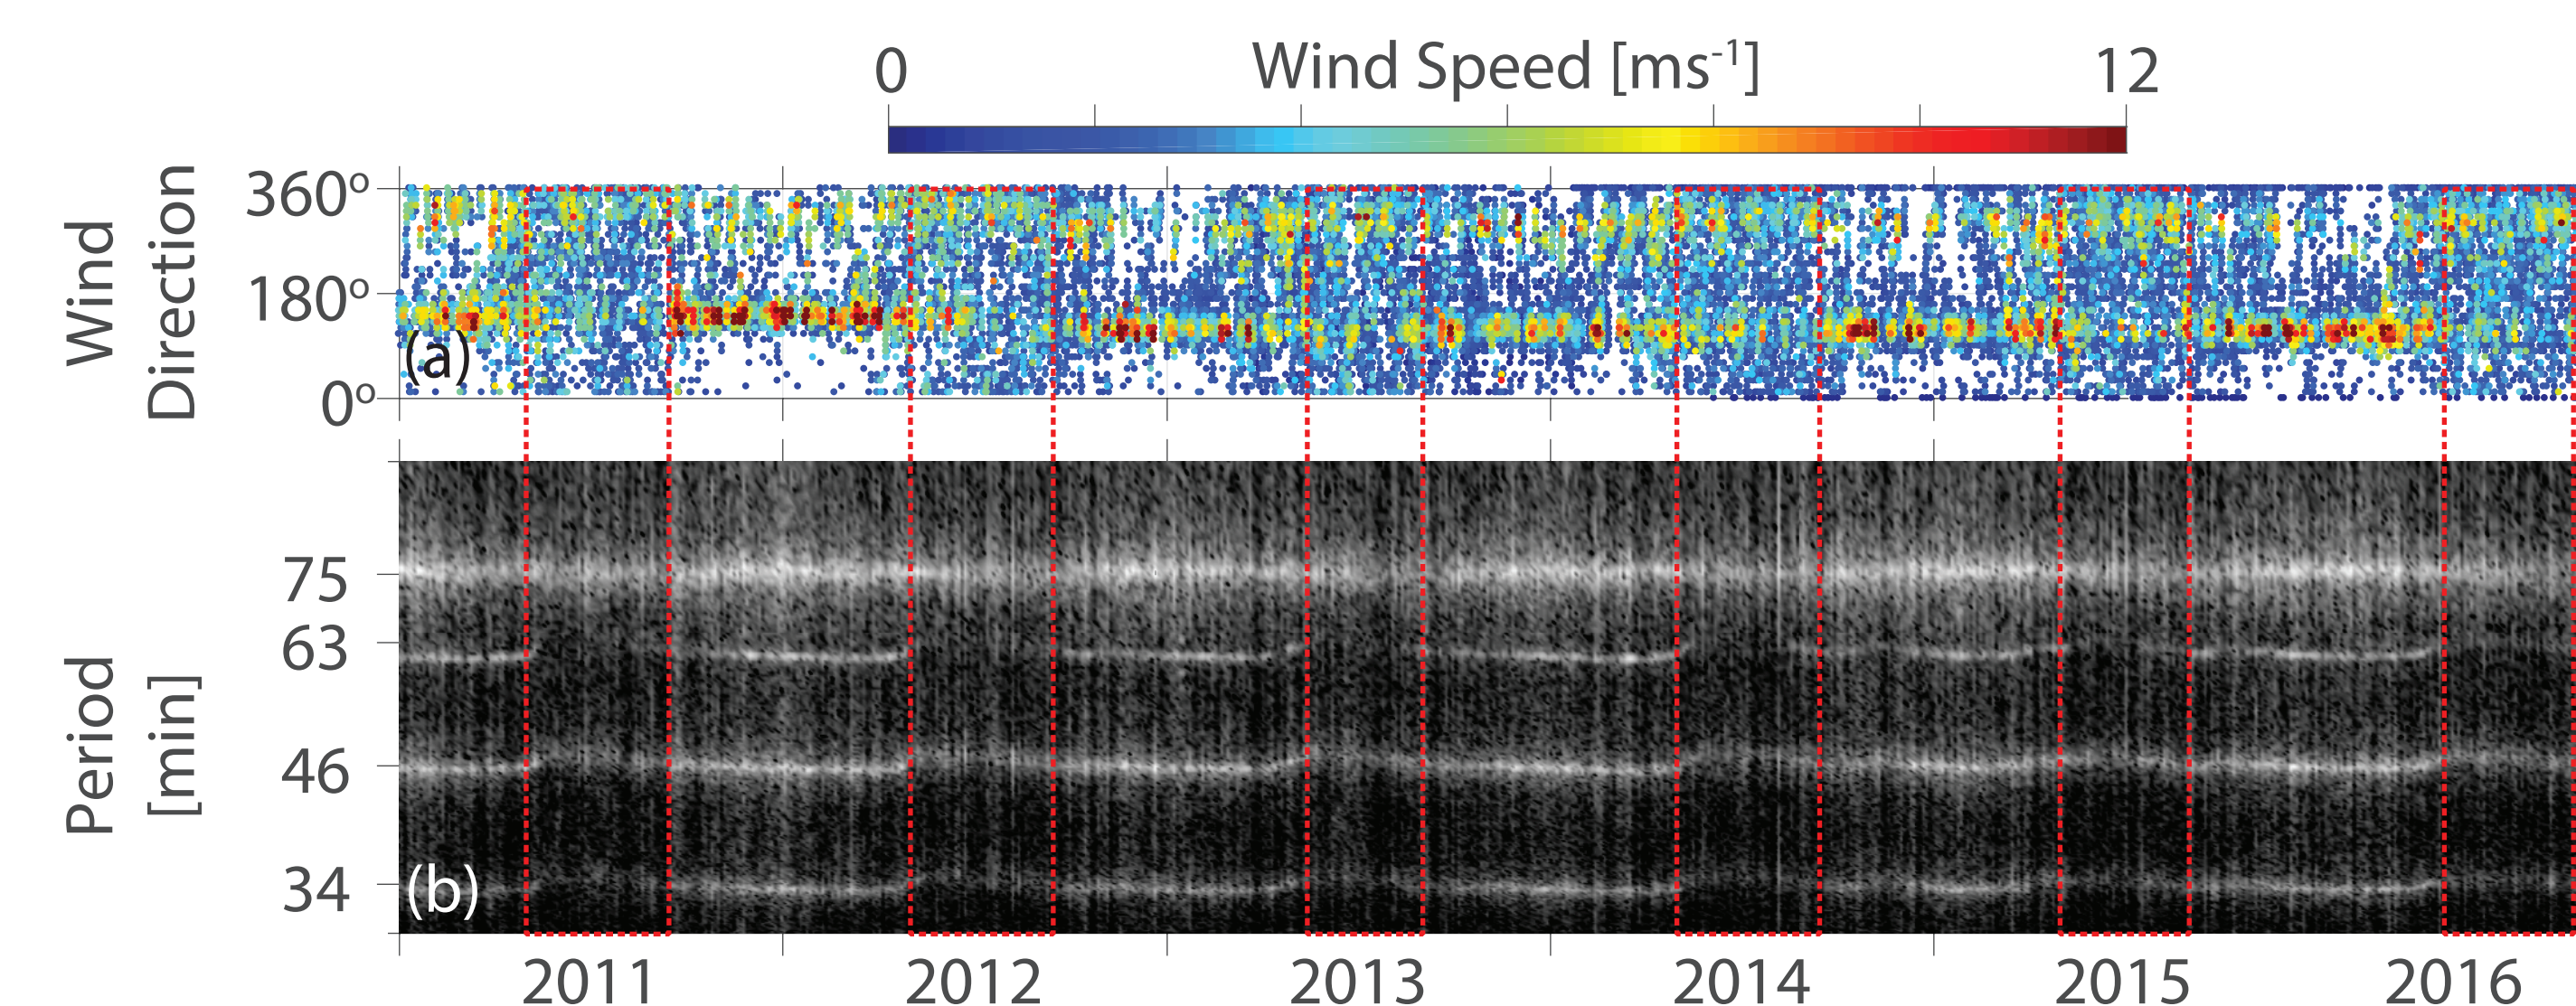 0 Wind Speed [ms-1] 12
Wind
Direction
360º
180º
0º
(a)
Period
[min]
75
63
46
34
(b)
2011 2012 2013 2014 2015 2016